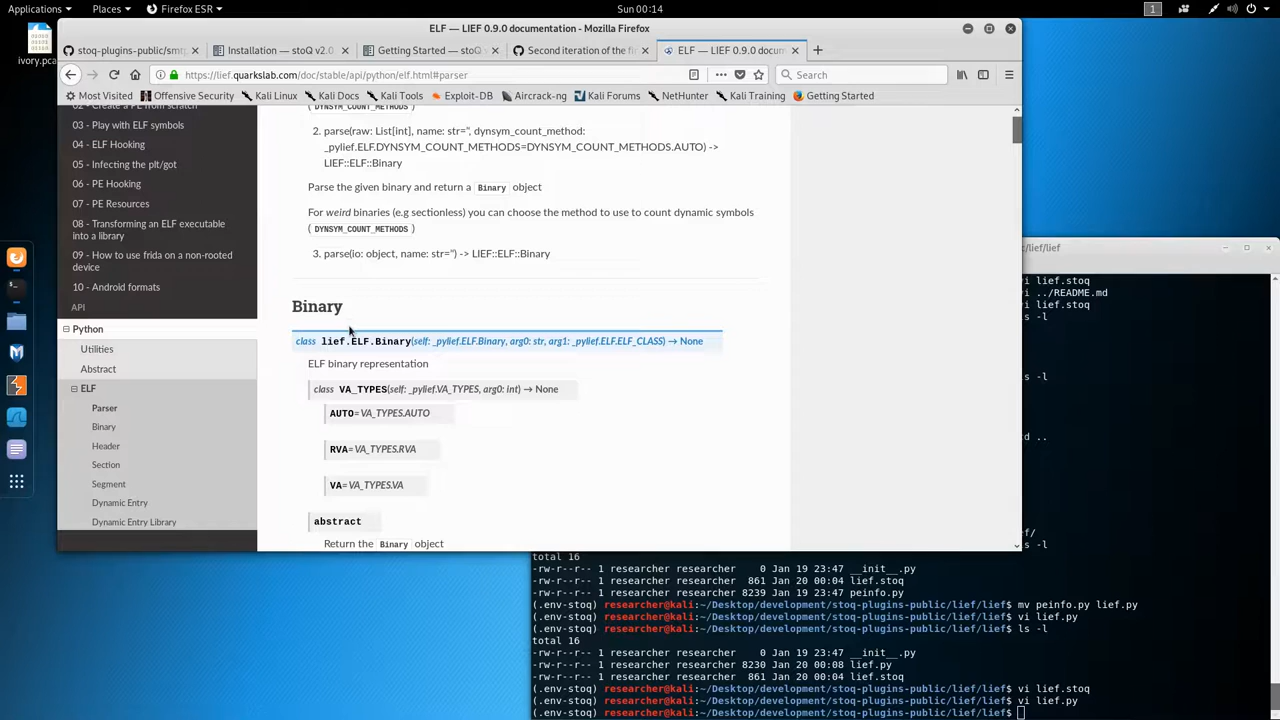 Applications
Places
Firefox ESR
Sun 00:14
1
ELF — LIEF 0.9.0 documentation - Mozilla Firefox
ivory.pca
stoq-plugins-public/smt
Installation — stoQ v2.0
Getting Started — stoQ
Second iteration of the fi
ELF — LIEF 0.9.0 docum
https://lief.quarkslab.com/doc/stable/api/python/elf.html#parser
Search
Most Visited
Offensive Security
Kali Linux
Kali Docs
Kali Tools
Exploit-DB
Aircrack-ng
Kali Forums
NetHunter
Kali Training
Getting Started
02 - Create a PE from scratch
03 - Play with ELF symbols
04 - ELF Hooking
05 - Infecting the plt/got
06 - PE Hooking
07 - PE Resources
08 - Transforming an ELF executable
into a library
09 - How to use frida on a non-rooted
device
10 - Android formats
API
Python
Utilities
Abstract
ELF
Parser
Binary
Header
Section
Segment
Dynamic Entry
Dynamic Entry Library
( DYNSYM_COUNT_METHODS )
2. parse(raw: List[int], name: str='', dynsym_count_method:
_pylief.ELF.DYNSYM_COUNT_METHODS=DYNSYM_COUNT_METHODS.AUTO) ->
LIEF::ELF::Binary
Parse the given binary and return a Binary object
For weird binaries (e.g sectionless) you can choose the method to use to count dynamic symbols
( DYNSYM_COUNT_METHODS )
3. parse(io: object, name: str='') -> LIEF::ELF::Binary
Binary
class lief.ELF.Binary(self: _pylief.ELF.Binary, arg0: str, arg1: _pylief.ELF.ELF_CLASS) → None
ELF binary representation
class VA_TYPES(self: _pylief.VA_TYPES, arg0: int) → None
AUTO= VA_TYPES.AUTO
RVA= VA_TYPES.RVA
VA= VA_TYPES.VA
abstract
Return the Binary object
c/lief/lief
vi lief.stoq
vi ../README.md
vi lief.stoq
ls -l
ls -l
cd ..
f/
ls -l
total 16
-rw-r--r-- 1 researcher researcher    0 Jan 19 23:47 __init__.py
-rw-r--r-- 1 researcher researcher  861 Jan 20 00:04 lief.stoq
-rw-r--r-- 1 researcher researcher 8239 Jan 19 23:47 peinfo.py
(.env-stoq) researcher@kali:~/Desktop/development/stoq-plugins-public/lief/lief$ mv peinfo.py lief.py
(.env-stoq) researcher@kali:~/Desktop/development/stoq-plugins-public/lief/lief$ vi lief.py
(.env-stoq) researcher@kali:~/Desktop/development/stoq-plugins-public/lief/lief$ ls -l
total 16
-rw-r--r-- 1 researcher researcher    0 Jan 19 23:47 __init__.py
-rw-r--r-- 1 researcher researcher 8230 Jan 20 00:08 lief.py
-rw-r--r-- 1 researcher researcher  861 Jan 20 00:04 lief.stoq
(.env-stoq) researcher@kali:~/Desktop/development/stoq-plugins-public/lief/lief$ vi lief.stoq
(.env-stoq) researcher@kali:~/Desktop/development/stoq-plugins-public/lief/lief$ vi lief.py
(.env-stoq) researcher@kali:~/Desktop/development/stoq-plugins-public/lief/lief$